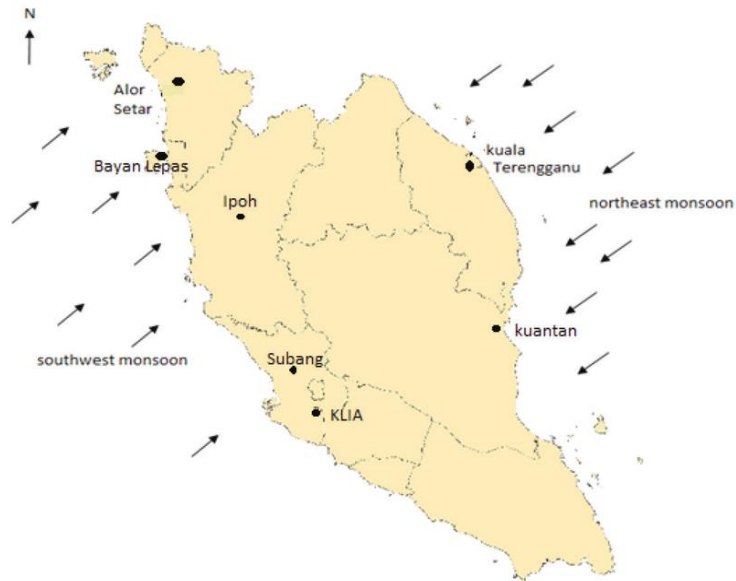 N
Alor
Setar
Bayan Lepas
Ipoh
kuala
Terengganu
northeast monsoon
kuantan
southwest monsoon
Subang
KLIA